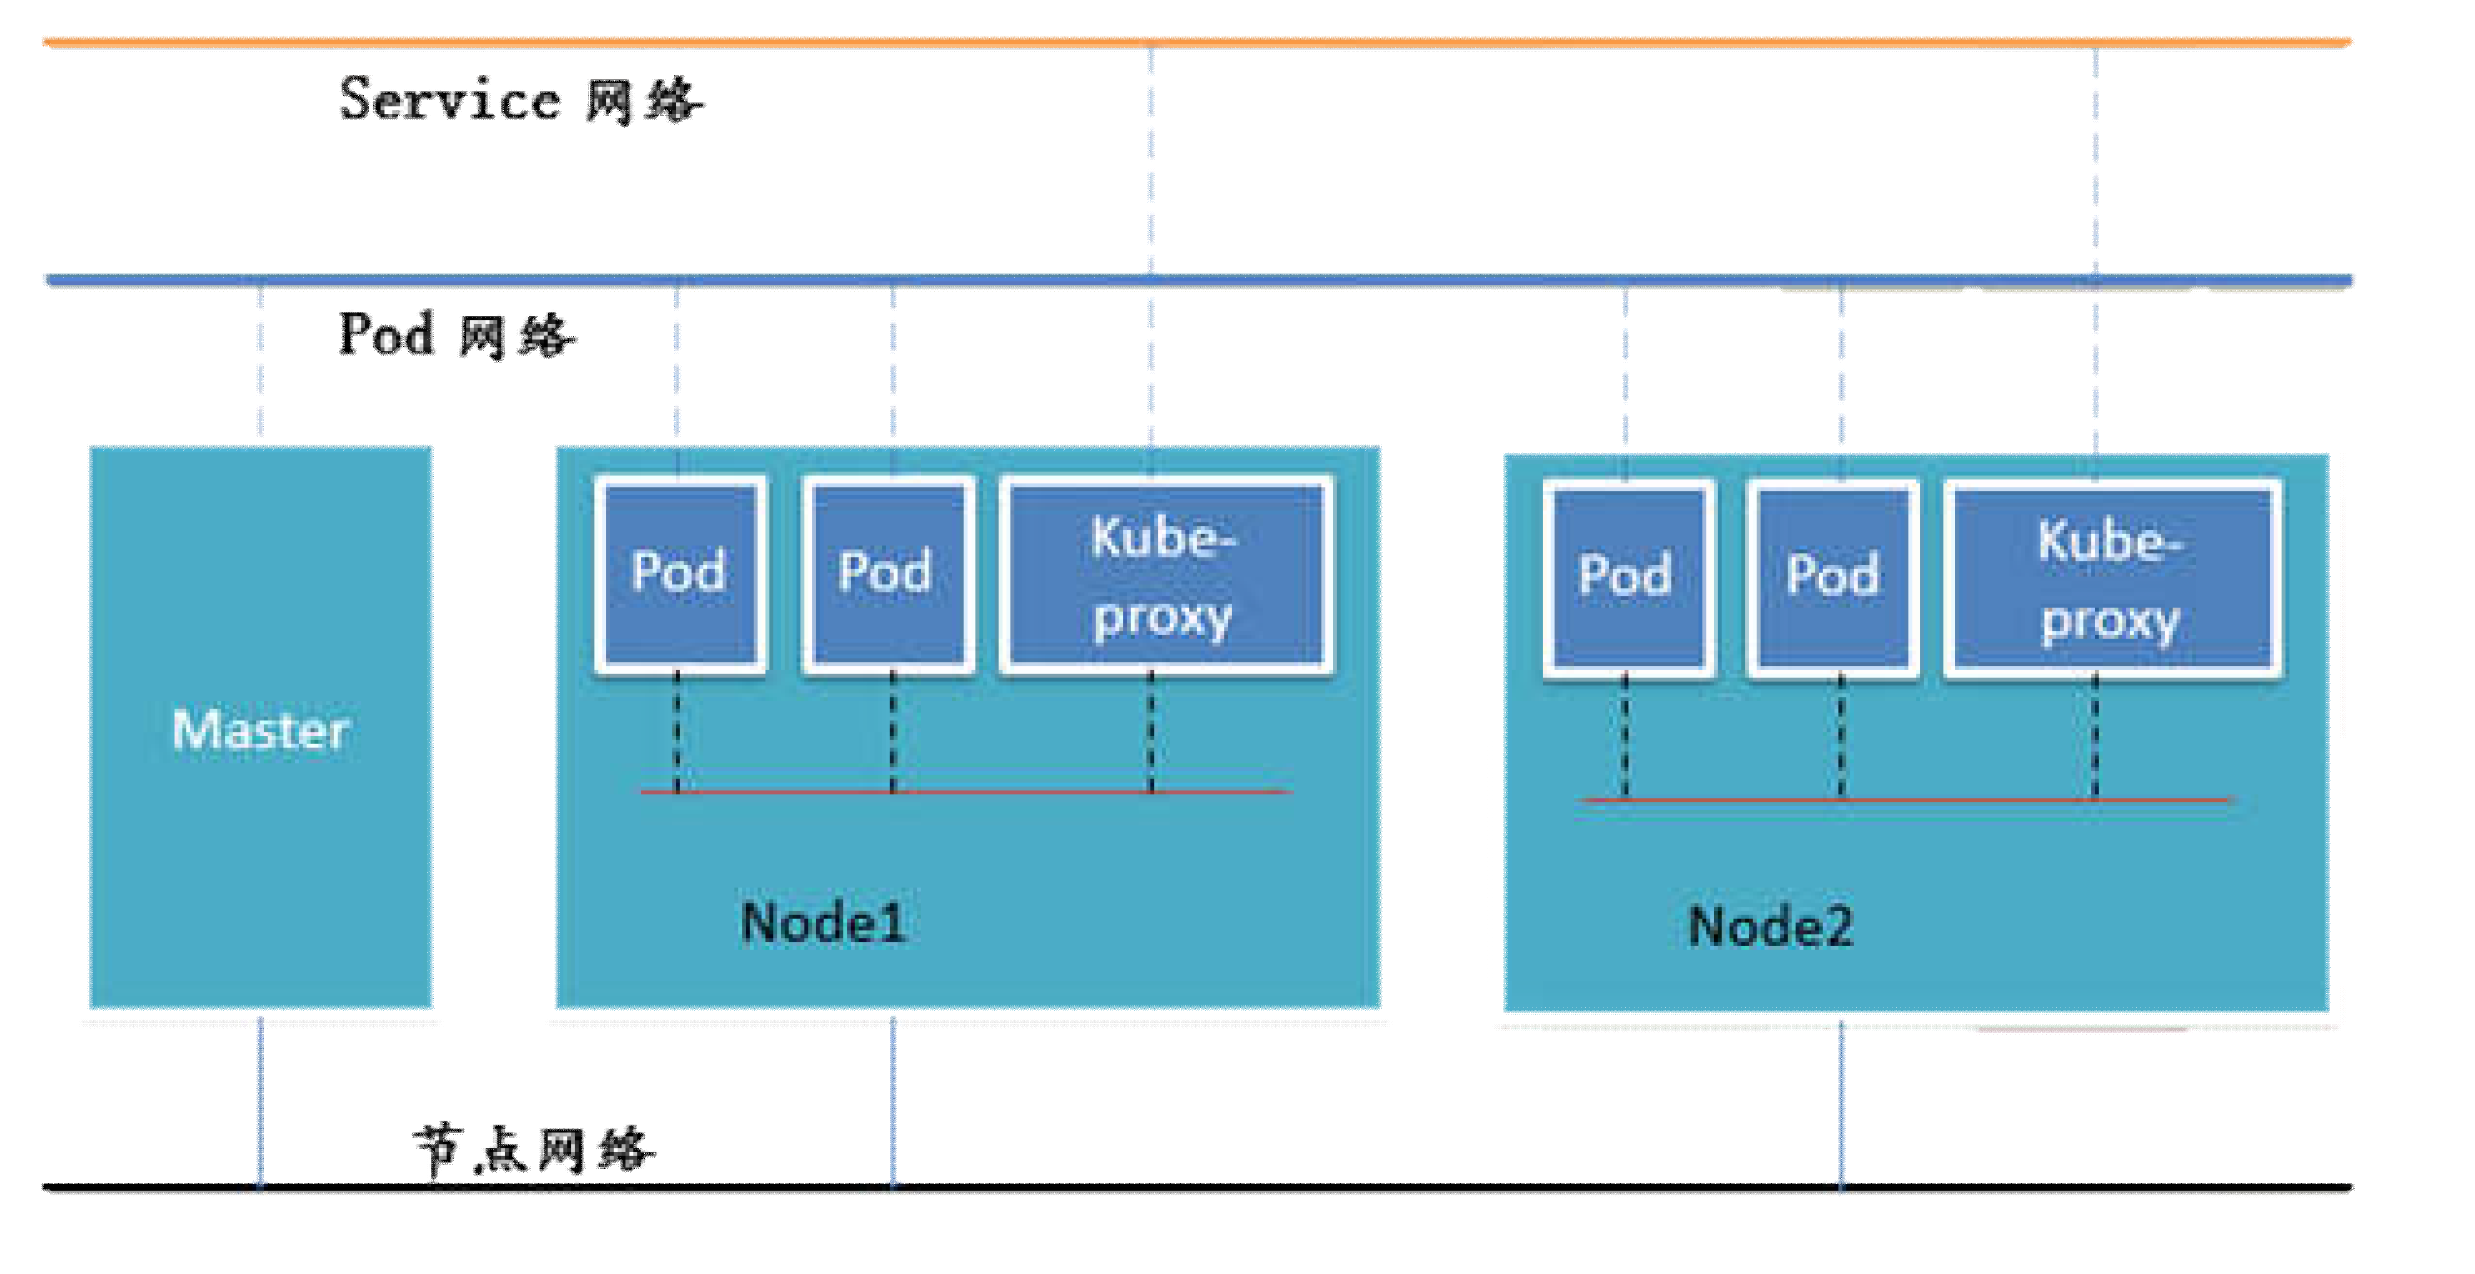 Service 网络
Pod 网络
Master
Pod
Pod
Kube-
proxy
Node1
Pod
Pod
Kube-
proxy
Node2
节点网络